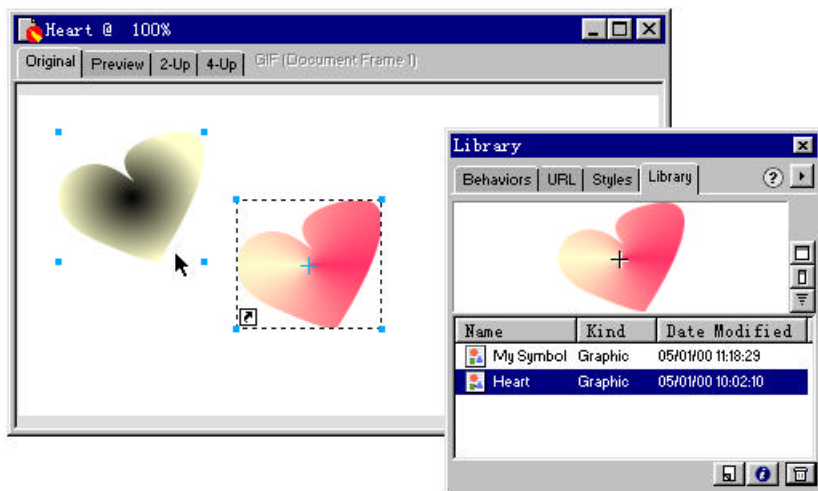 Heart @ 100%
Original Preview 2-Up 4-Up GIF (Document Frame 1)
Library
Behaviors URL Styles Library ?
Name Kind Date Modified
My Symbol Graphic 05/01/00 11:18:29
Heart Graphic 05/01/00 10:02:10